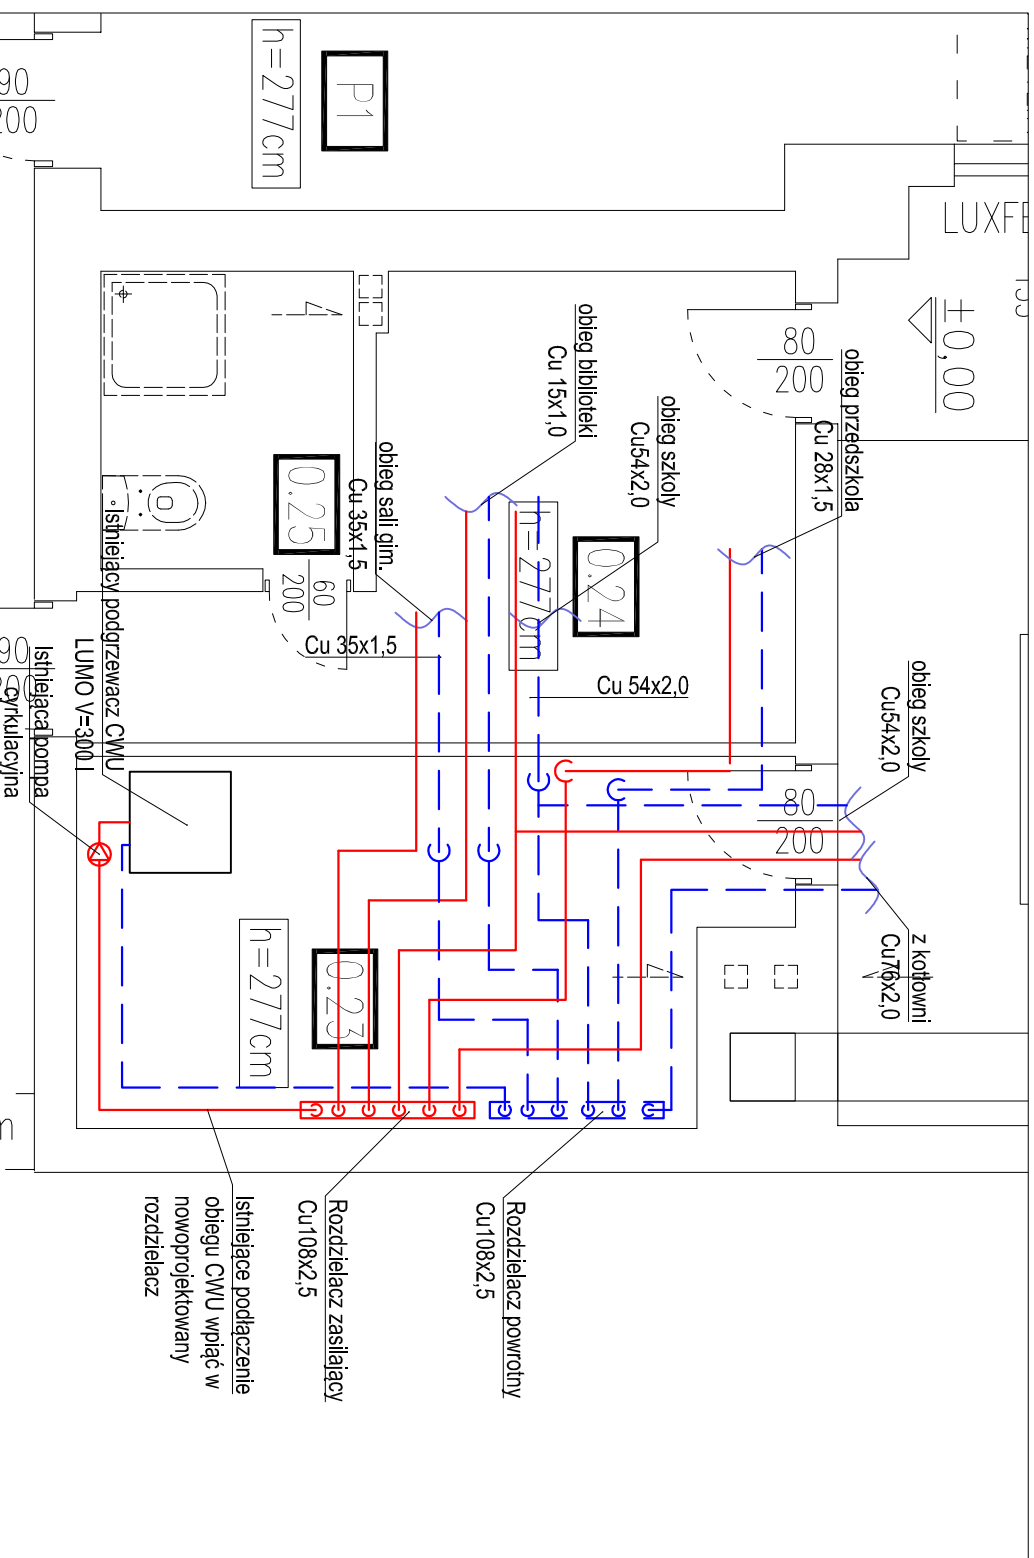 P1
h=277cm
90
200
LUXFE
±0,00
80
200
obieg przedszkola
Cu 28x1,5
obieg biblioteki
Cu 15x1,0
obieg szkoly
Cu54x2,0
obieg sali gim.
Cu 35x1,5
0.25
60
200
0.24
h=277cm
Cu 35x1,5
Cu 54x2,0
obieg szkoly
Cu54x2,0
Istniejący podgrzewacz CWU
LUMO V=300 l
Istniejąca pompa
cyrkulacyjna
90
200
80
200
z kotłowni
Cu76x2,0
0.23
h=277cm
Rozdzielacz powrotny
Cu108x2,5
Rozdzielacz zasilający
Cu108x2,5
Istniejące podłączenie
obiegu CWU wpiąć w
nowoprojektowany
rozdzielacz